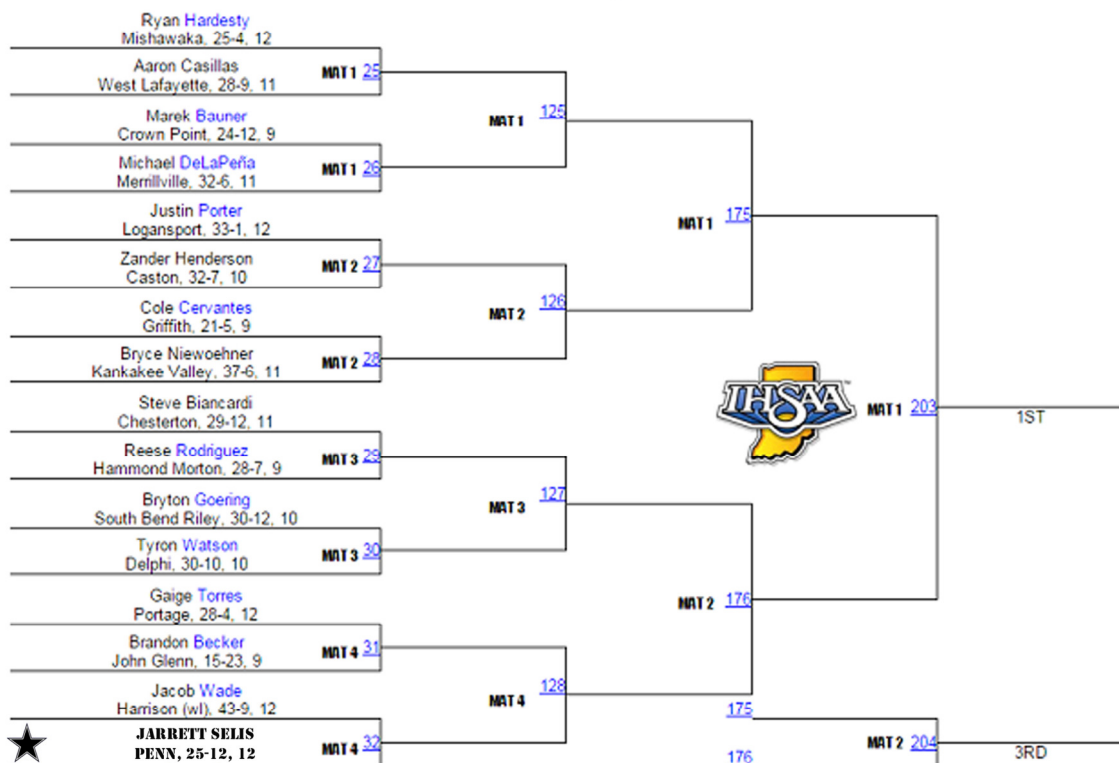 Ryan Hardesty
Mishawaka, 25-4, 12
Aaron Casillas
West Lafayette, 28-9, 11
MAT 1 25
Marek Bauner
Crown Point, 24-12, 9
MAT 1 125
Michael DeLaPeña
Merrillville, 32-6, 11
MAT 1 26
Justin Porter
Logansport, 33-1, 12
MAT 1 175
Zander Henderson
Caston, 32-7, 10
MAT 2 27
Cole Cervantes
Griffith, 21-5, 9
MAT 2 126
Bryce Niewoehner
Kankakee Valley, 37-6, 11
MAT 2 28
IHSAA
TM
MAT 1 203
1ST
Steve Biancardi
Chesterton, 29-12, 11
Reese Rodriguez
Hammond Morton, 28-7, 9
MAT 3 29
Bryton Goering
South Bend Riley, 30-12, 10
MAT 3 127
Tyron Watson
Delphi, 30-10, 10
MAT 3 30
Gaige Torres
Portage, 28-4, 12
MAT 2 176
Brandon Becker
John Glenn, 15-23, 9
MAT 4 31
Jacob Wade
Harrison (wl), 43-9, 12
MAT 4 128
175
JARRETT SELIS
PENN, 25-12, 12
MAT 4 32
176
MAT 2 204
3RD